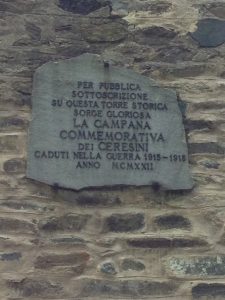 PER PUBBLICA
SOTTOSCRIZIONE
SU QUESTA TORRE STORICA
SORGE GLORIOSA
LA CAMPANA
COMMEMORATIVA
DEI CERESINI
CADUTI NELLA GUERRA 1915-1918
ANNO MCMXXII